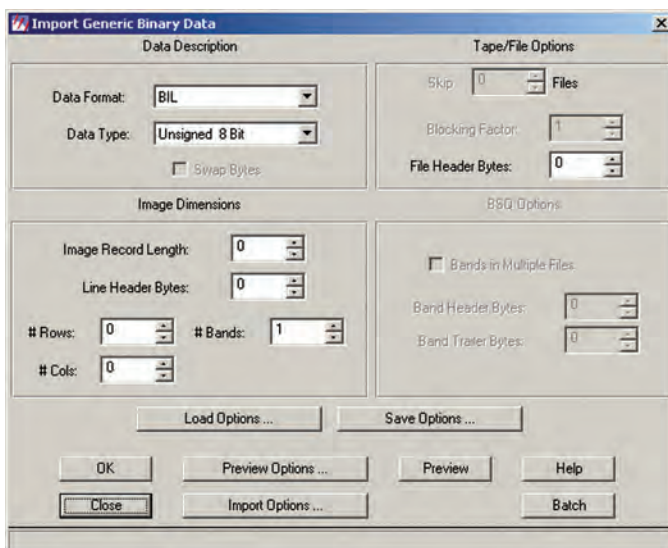 Import Generic Binary Data
Data Description
Tape/File Options
Data Format: BIL
Skip 0 Files
Data Type: Unsigned 8 Bit
Blocking Factor: 1
Swap Bytes
File Header Bytes: 0
Image Dimensions
BSQ Options
Image Record Length: 0
Bands in Multiple Files
Line Header Bytes: 0
Band Header Bytes: 0
# Rows: 0 # Bands: 1
Band Trailer Bytes: 0
# Cols: 0
Load Options ... Save Options ...
OK Preview Options ... Preview Help
Close Import Options ... Batch